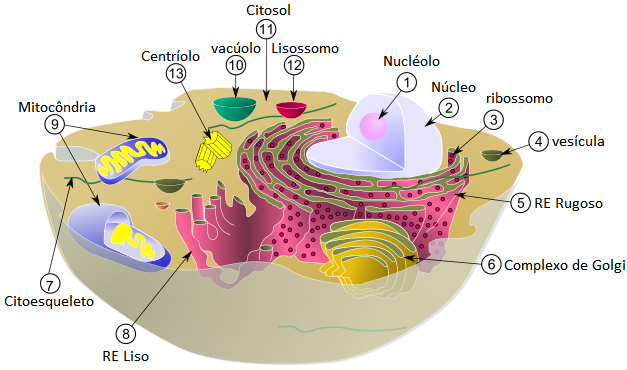 Citosol
11
vacúolo
10
Lisossomo
12
Centríolo
13
Nucléolo
1
Núcleo
2
ribossomo
3
Mitocôndria
9
4 vesícula
5 RE Rugoso
6 Complexo de Golgi
7
Citoesqueleto
8
RE Liso